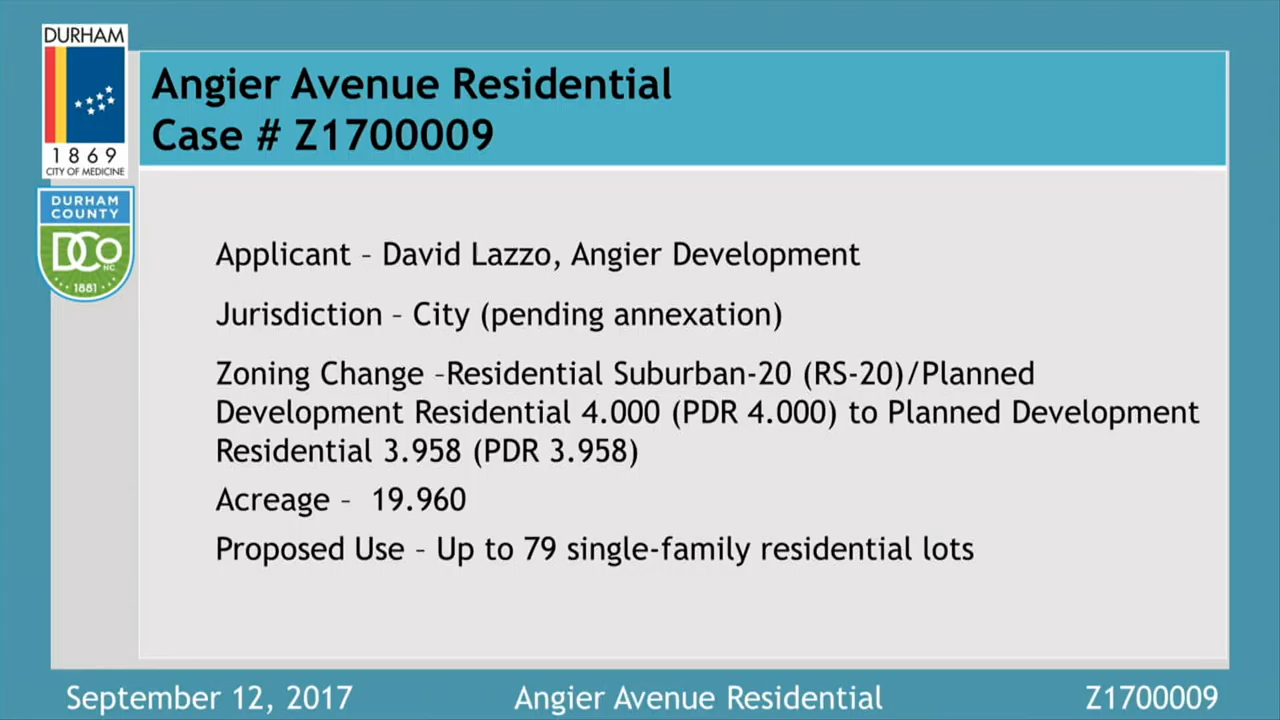 DURHAM
1869
CITY OF MEDICINE
DURHAM
COUNTY
DCo
NC
1881
Angier Avenue Residential
Case # Z1700009
Applicant – David Lazzo, Angier Development
Jurisdiction – City (pending annexation)
Zoning Change –Residential Suburban-20 (RS-20)/Planned
Development Residential 4.000 (PDR 4.000) to Planned Development
Residential 3.958 (PDR 3.958)
Acreage – 19.960
Proposed Use – Up to 79 single-family residential lots
September 12, 2017
Angier Avenue Residential
Z1700009